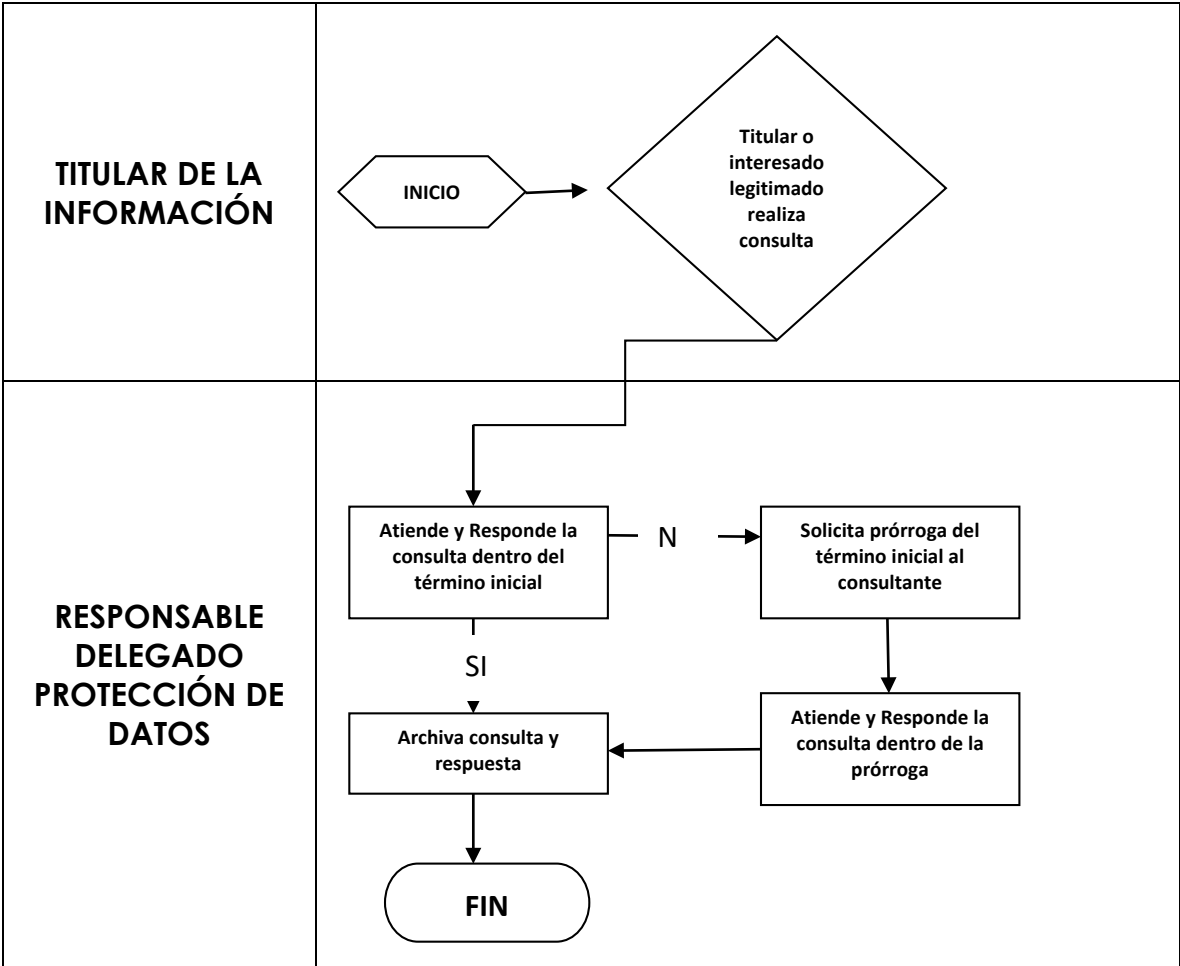 TITULAR DE LA
INFORMACIÓN
INICIO
Titular o
interesado
legitimado
realiza
consulta
RESPONSABLE
DELEGADO
PROTECCIÓN DE
DATOS
Atiende y Responde la
consulta dentro del
término inicial
N
Solicita prórroga del
término inicial al
consultante
SI
Archiva consulta y
respuesta
Atiende y Responde la
consulta dentro de la
prórroga
FIN